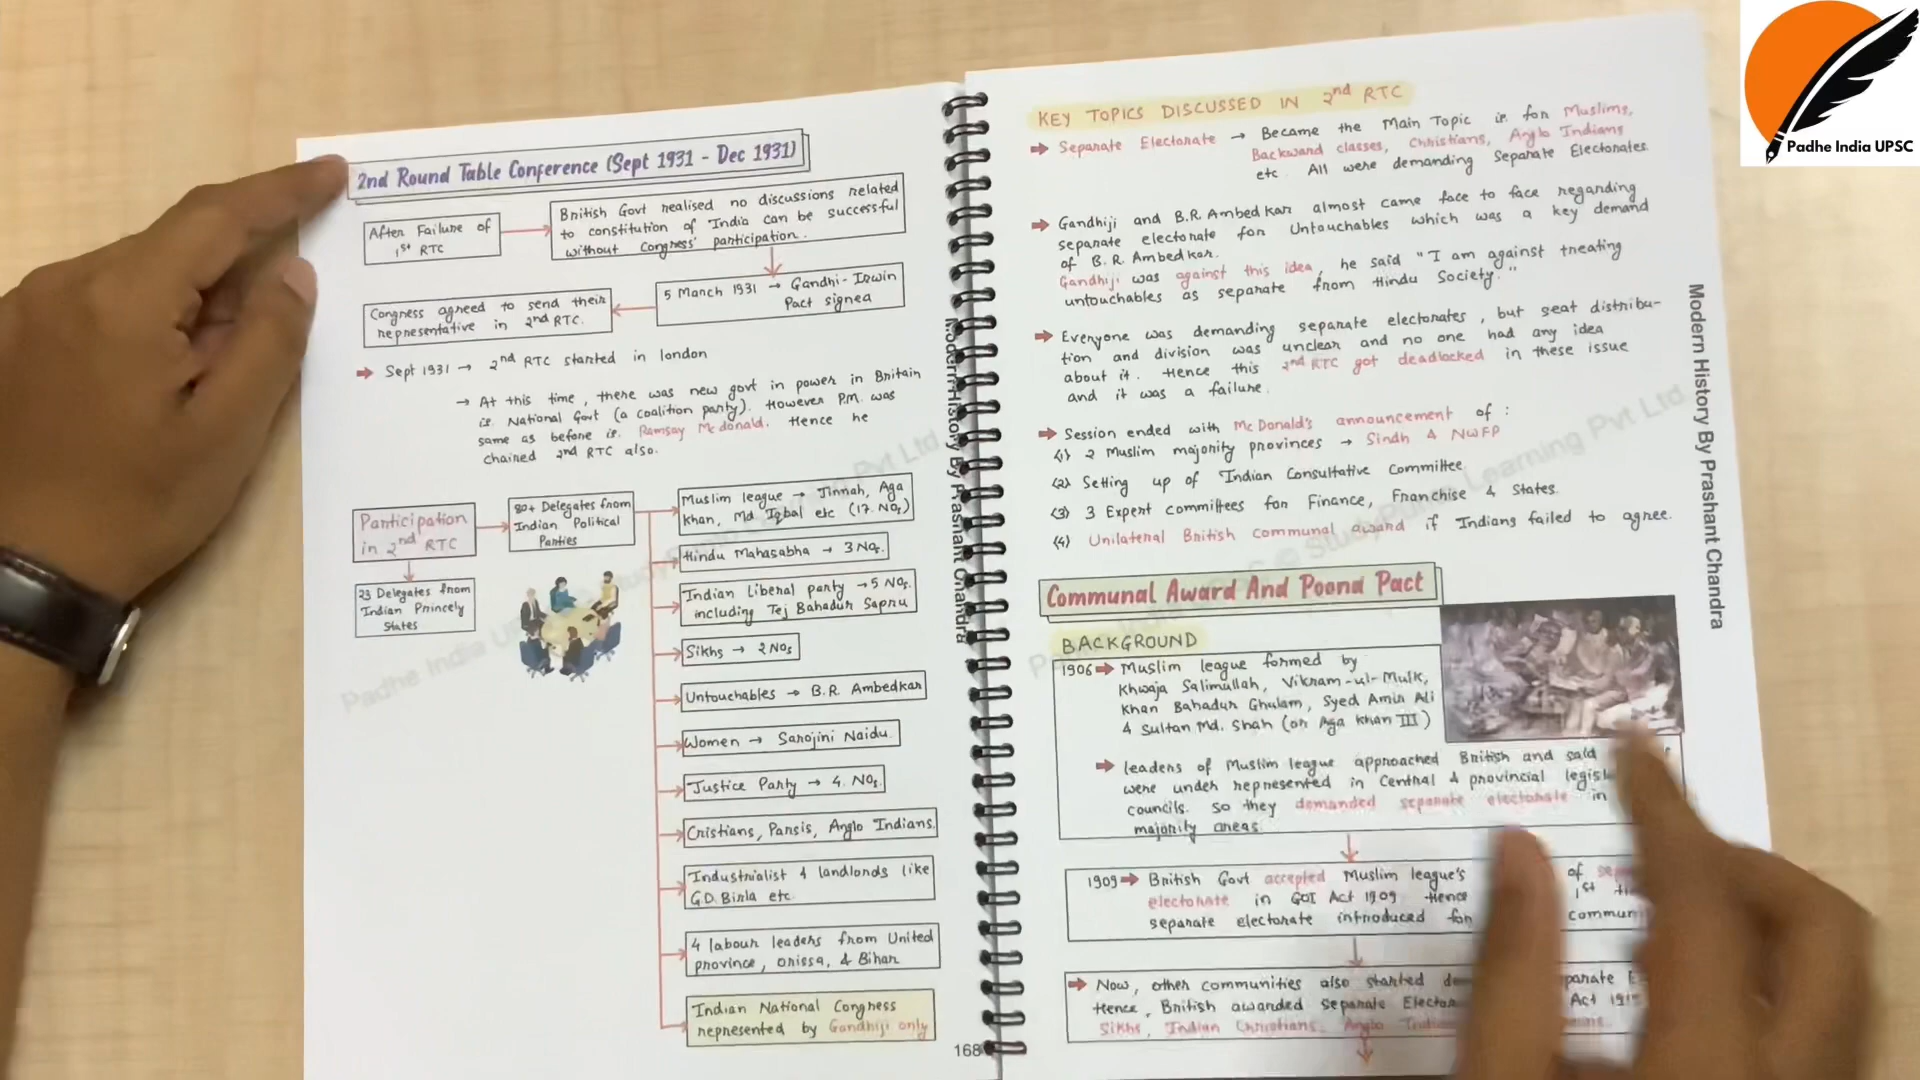 Padhe India UPSC
2nd Round Table Conference (Sept 1931 - Dec 1931)
After Failure of
1st RTC
British Govt realised no discussions related
to constitution of India can be successful
without Congress' participation.
5 March 1931 → Gandhi-Irwin
Pact signed
Congress agreed to send their
representative in 2nd RTC.
Sept 1931 → 2nd RTC started in london
→ At this time, there was new govt in power in Britain
ie. National Govt (a coalition party). However P.M. was
same as before ie. Ramsay McDonald. Hence he
chaired 2nd RTC also.
Participation
in 2nd RTC
80+ Delegates from
Indian Political
Parties
23 Delegates from
Indian Princely
States
Muslim league → Jinnah, Aga
Khan, Md Iqbal etc (17. NOs)
Hindu Mahasabha → 3 NOs.
Indian Liberal party → 5 NOs.
including Tej Bahadur Sapru
Sikhs → 2 NOs
Untouchables → B.R. Ambedkar
Women → Sarojini Naidu.
Justice Party → 4. NOs.
Cristians, Parsis, Anglo Indians.
Industrialist & landlords like
G.D. Birla etc.
4 labour leaders from United
province, orissa, & Bihar
Indian National Congress
represented by Gandhiji only
168
Modern History By Prashant Chandra
KEY TOPICS DISCUSSED IN 2nd RTC
Separate Electorate → Became the Main Topic ie for Muslims,
Backward classes, Christians, Anglo Indians
etc. All were demanding Separate Electorates.
Gandhiji and B.R. Ambedkar almost came face to face regarding
separate electorate for Untouchables which was a key demand
of B.R. Ambedkar.
Gandhiji was against this idea, he said "I am against treating
untouchables as separate from Hindu Society."
Everyone was demanding separate electorates, but seat distribu-
tion and division was unclear and no one had any idea
about it. Hence this 2nd RTC got deadlocked in these issue
and it was a failure.
Session ended with McDonald's announcement of :
(1) 2 Muslim majority provinces → Sindh & NWFP
(2) Setting up of Indian Consultative Committee.
(3) 3 Expert committees for Finance, Franchise & States.
(4) Unilateral British communal award if Indians failed to agree.
Communal Award And Poona Pact
BACKGROUND
1906 Muslim league formed by
Khwaja Salimullah, Vikram-ul-Mulk,
Khan Bahadur Ghulam, Syed Amir Ali
& Sultan Md. Shah (or Aga Khan III)
leaders of Muslim league approached British and said
were under represented in Central & provincial
councils. so they demanded separate electorate in
majority areas.
1909 British Govt accepted Muslim league's of
electorate in GOI Act 1909 Hence 1st
separate electorate introduced for
Now, other communities also started
Hence, British awarded Separate Act
Sikhs, Indian Christians, Anglo
Modern History By Prashant Chandra